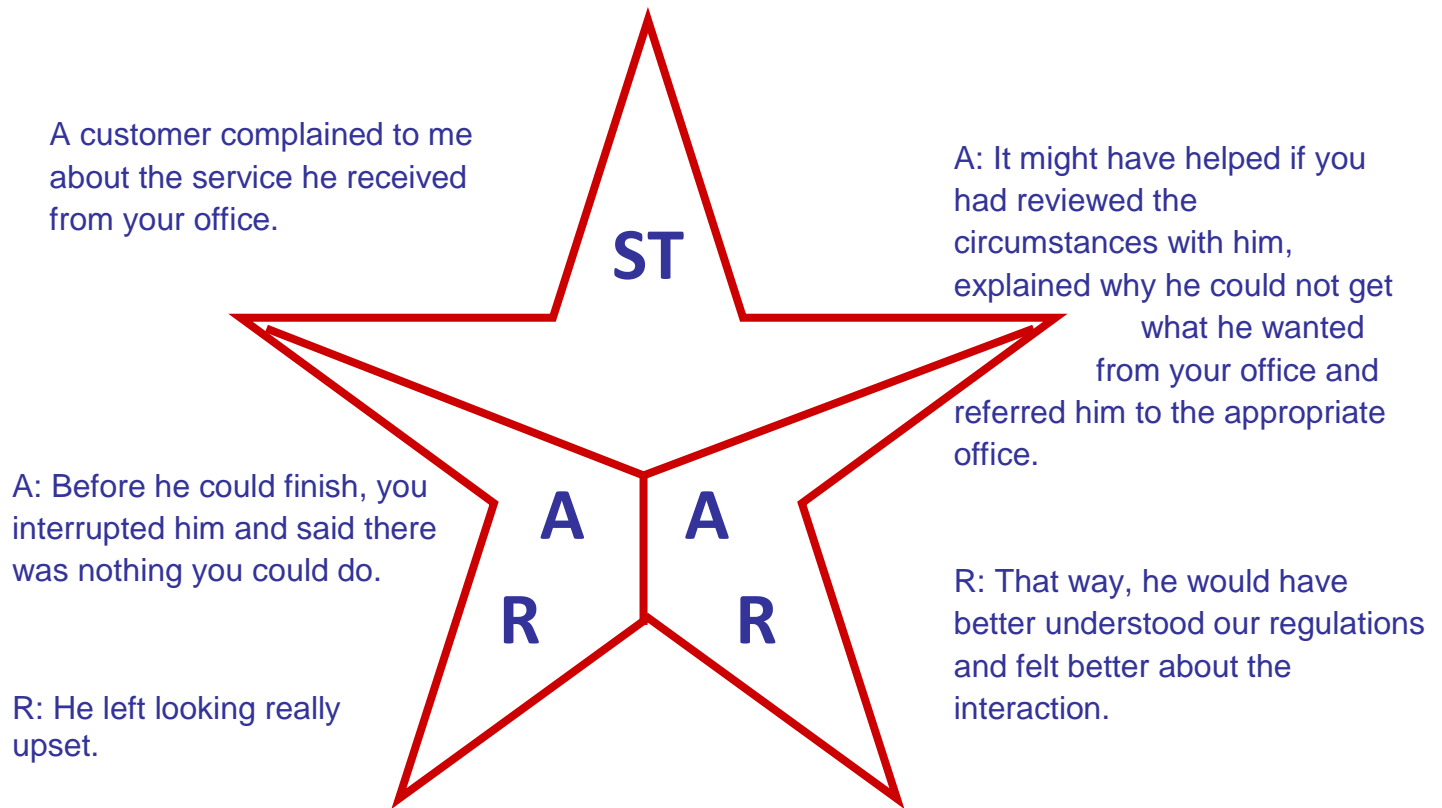 A customer complained to me
about the service he received
from your office.
ST
A: It might have helped if you
had reviewed the
circumstances with him,
explained why he could not get
what he wanted
from your office and
referred him to the appropriate
office.
A: Before he could finish, you
interrupted him and said there
was nothing you could do.
R: He left looking really
upset.
A A
R R
R: That way, he would have
better understood our regulations
and felt better about the
interaction.